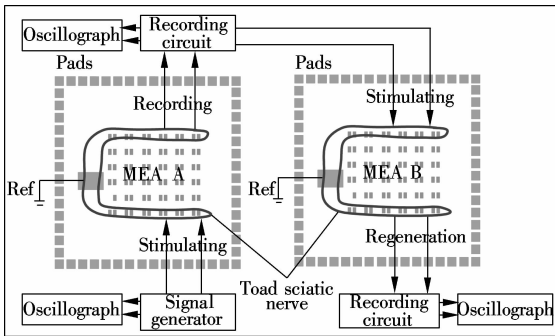 Oscillograph
Recording
circuit
Pads
Recording
MEA A
Ref
Stimulating
Oscillograph
Signal
generator
Toad sciatic
nerve
Pads
Stimulating
MEA B
Ref
Regeneration
Recording
circuit
Oscillograph